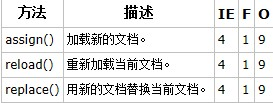 方法 描述 IE F O
assign() 加载新的文档。 4 1 9
reload() 重新加载当前文档。 4 1 9
replace() 用新的文档替换当前文档。 4 1 9